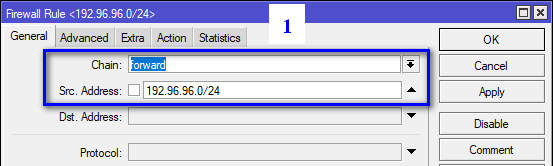 Firewall Rule <192.96.96.0/24>
General Advanced Extra Action Statistics
1
OK
Chain: forward
Cancel
Src. Address: 192.96.96.0/24
Apply
Dst. Address:
Disable
Protocol:
Comment